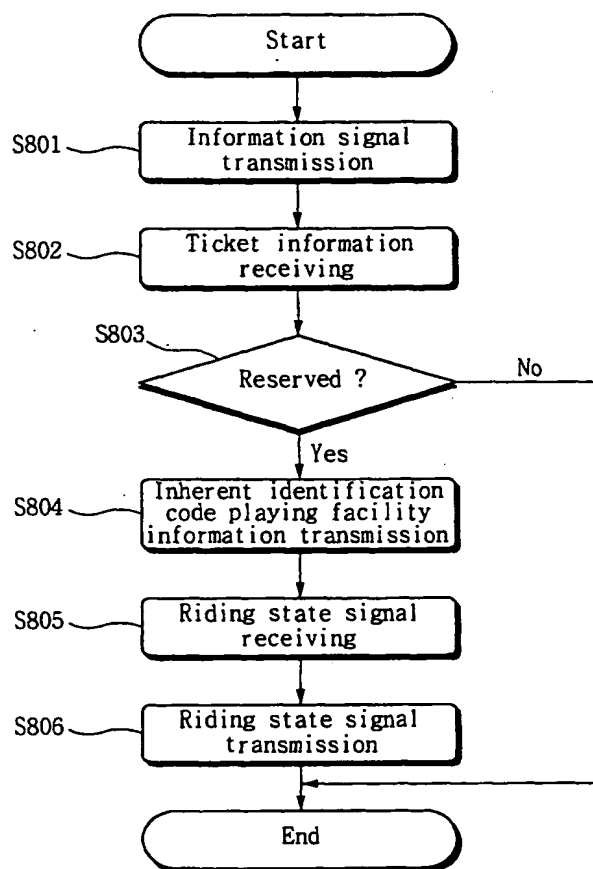 Start
S801
Information signal
transmission
S802
Ticket information
receiving
S803
Reserved ?
No
Yes
S804
Inherent identification
code playing facility
information transmission
S805
Riding state signal
receiving
S806
Riding state signal
transmission
End